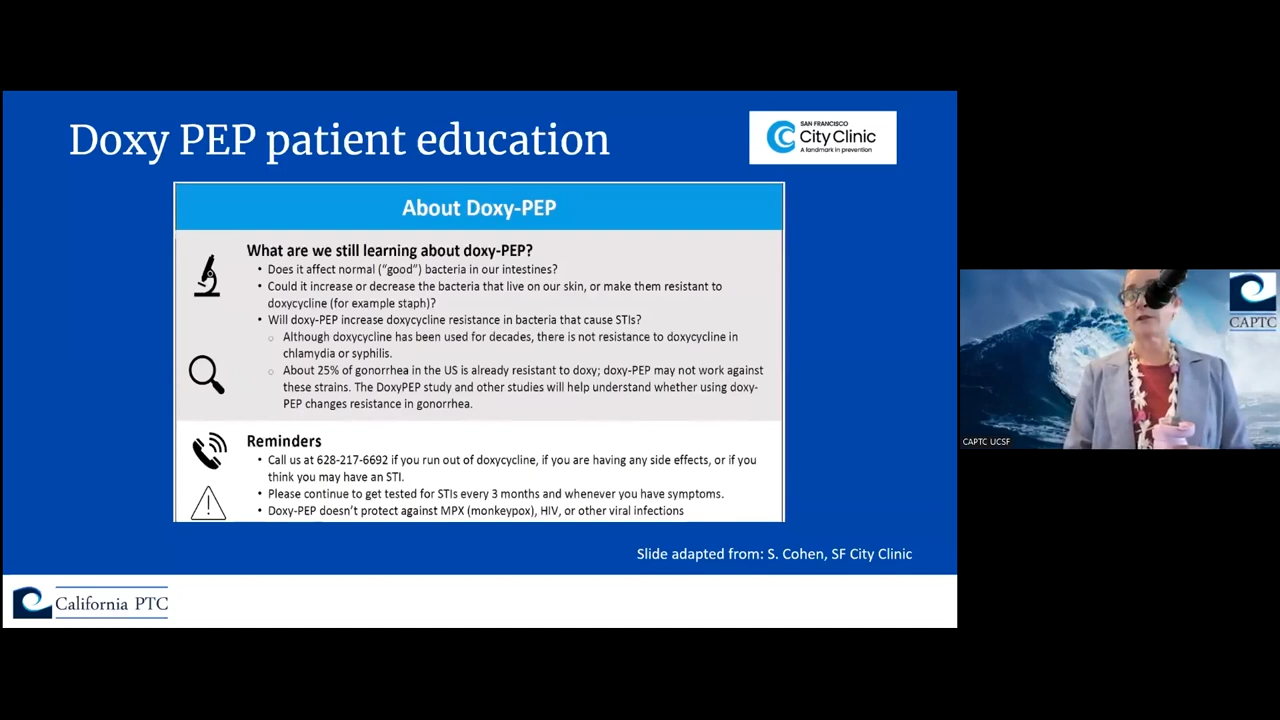 Doxy PEP patient education
SAN FRANCISCO
City Clinic
A landmark in prevention
About Doxy-PEP
What are we still learning about doxy-PEP?
• Does it affect normal (“good”) bacteria in our intestines?
• Could it increase or decrease the bacteria that live on our skin, or make them resistant to
doxycycline (for example staph)?
• Will doxy-PEP increase doxycycline resistance in bacteria that cause STIs?
○ Although doxycycline has been used for decades, there is not resistance to doxycycline in
chlamydia or syphilis.
○ About 25% of gonorrhea in the US is already resistant to doxy; doxy-PEP may not work against
these strains. The DoxyPEP study and other studies will help understand whether using doxy-
PEP changes resistance in gonorrhea.
Reminders
• Call us at 628-217-6692 if you run out of doxycycline, if you are having any side effects, or if you
think you may have an STI.
• Please continue to get tested for STIs every 3 months and whenever you have symptoms.
• Doxy-PEP doesn’t protect against MPX (monkeypox), HIV, or other viral infections
Slide adapted from: S. Cohen, SF City Clinic
California PTC
CAPTC
CAPTC UCSF